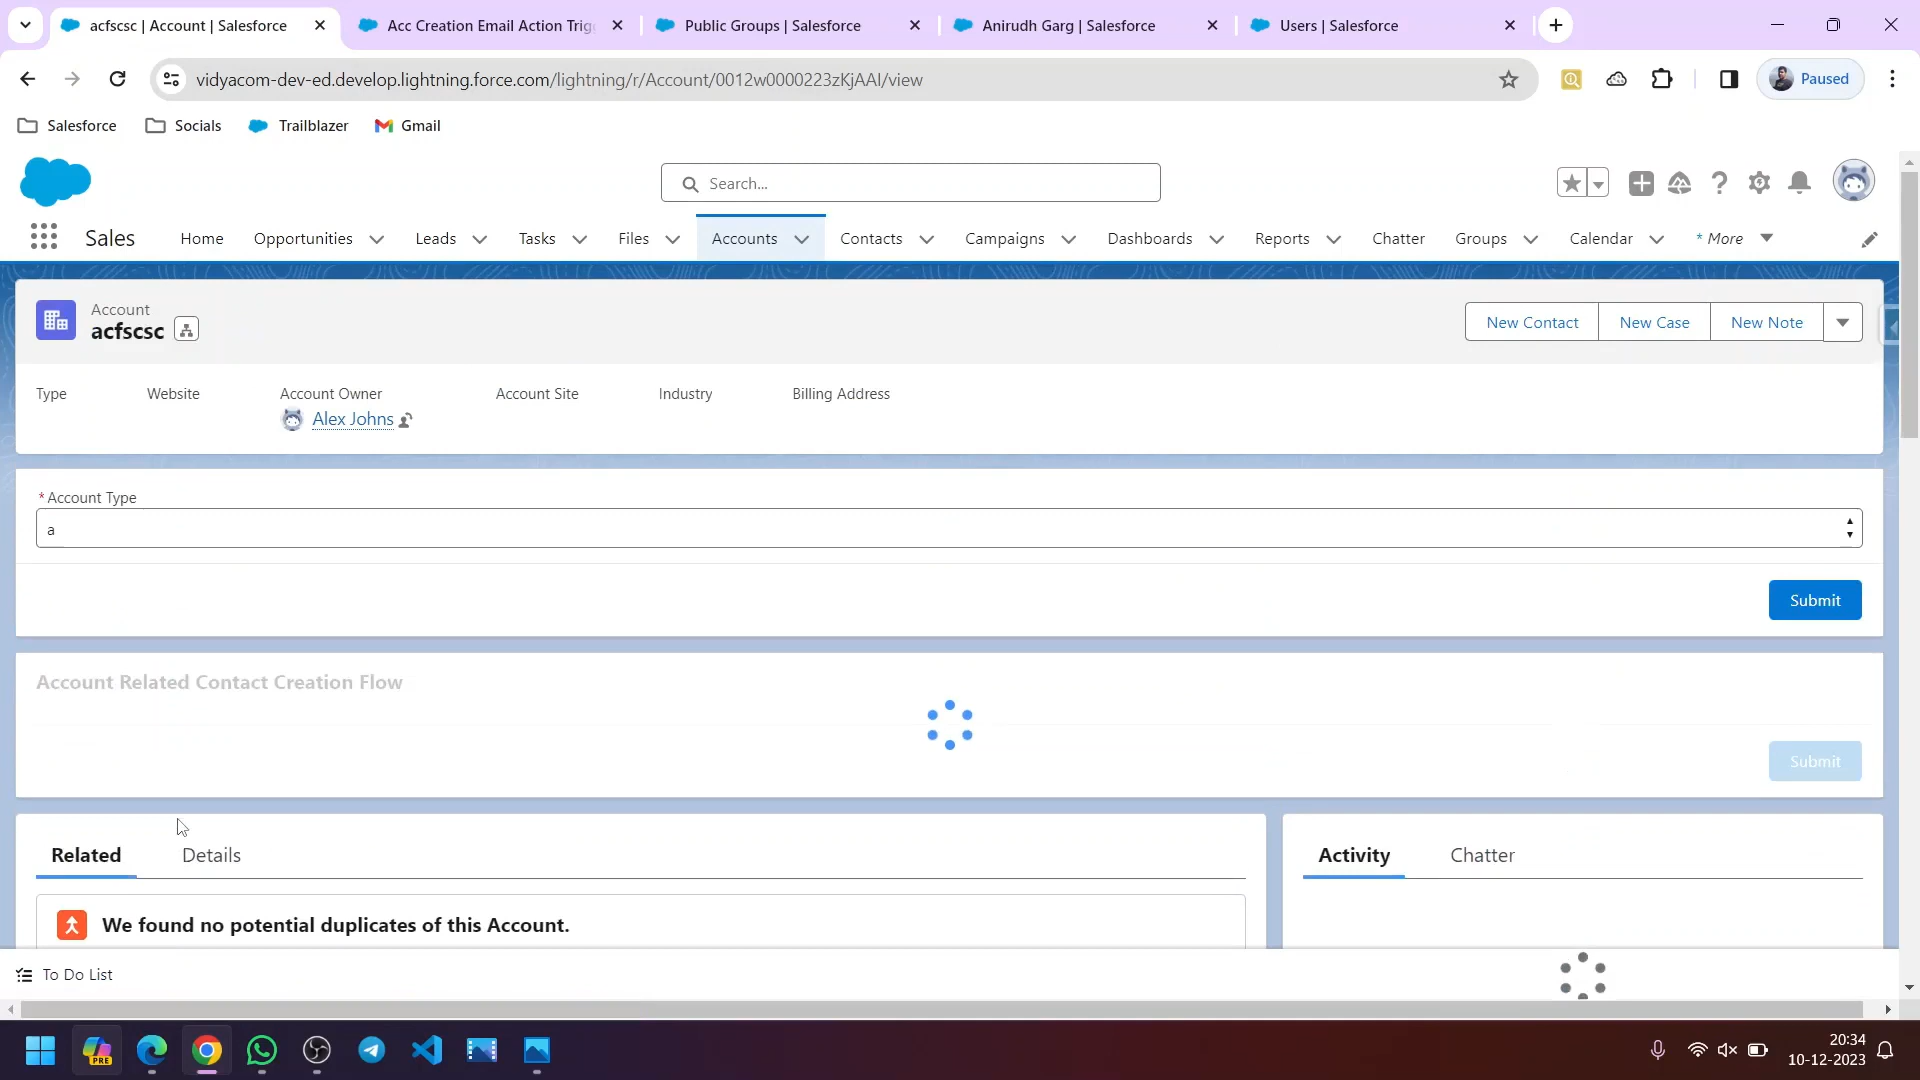 acfscsc | Account | Salesforce
Acc Creation Email Action Trigg
Public Groups | Salesforce
Anirudh Garg | Salesforce
Users | Salesforce
vidyacom-dev-ed.develop.lightning.force.com/lightning/r/Account/0012w0000223zKjAAI/view
Paused
Salesforce
Socials
Trailblazer
Gmail
Search...
Sales
Home
Opportunities
Leads
Tasks
Files
Accounts
Contacts
Campaigns
Dashboards
Reports
Chatter
Groups
Calendar
* More
Account
acfscsc
New Contact
New Case
New Note
Type
Website
Account Owner
Account Site
Industry
Billing Address
Alex Johns
* Account Type
a
Submit
Account Related Contact Creation Flow
Submit
Related
Details
Activity
Chatter
We found no potential duplicates of this Account.
To Do List
PRE
20:34
10-12-2023